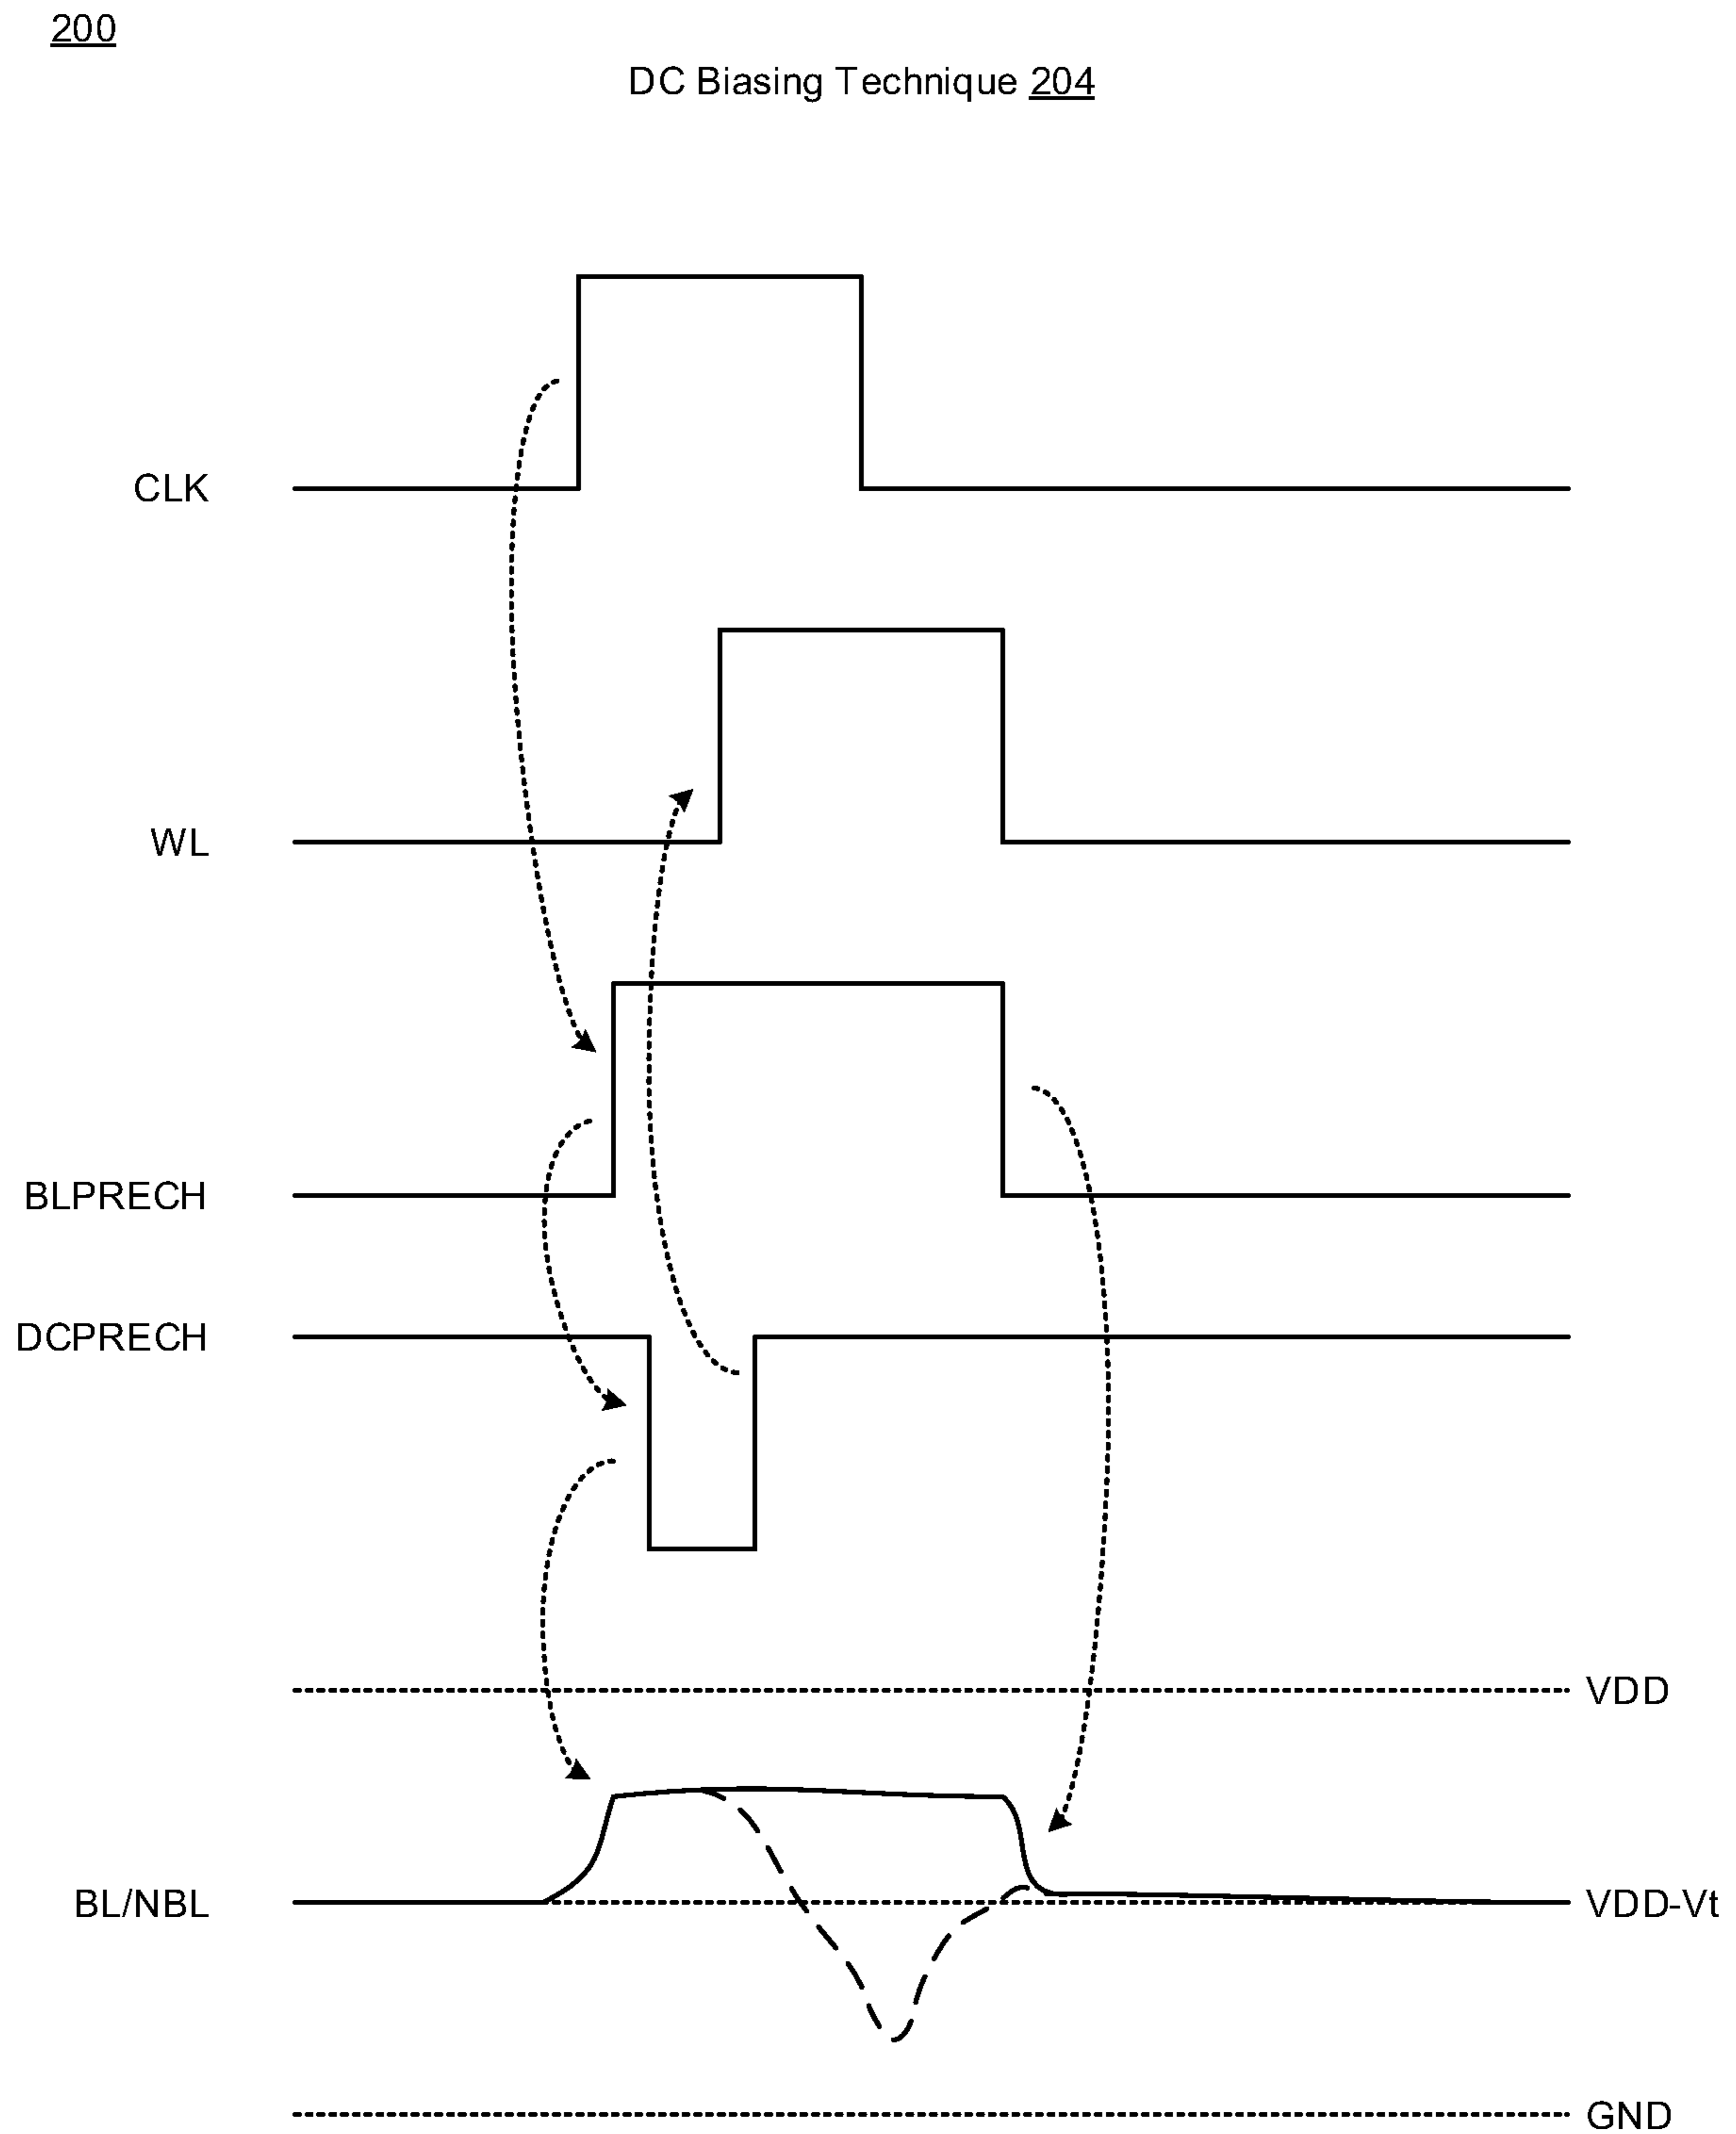 200
DC Biasing Technique 204
CLK
WL
BLPRECH
DCPRECH
VDD
BL/NBL
VDD-Vt
GND